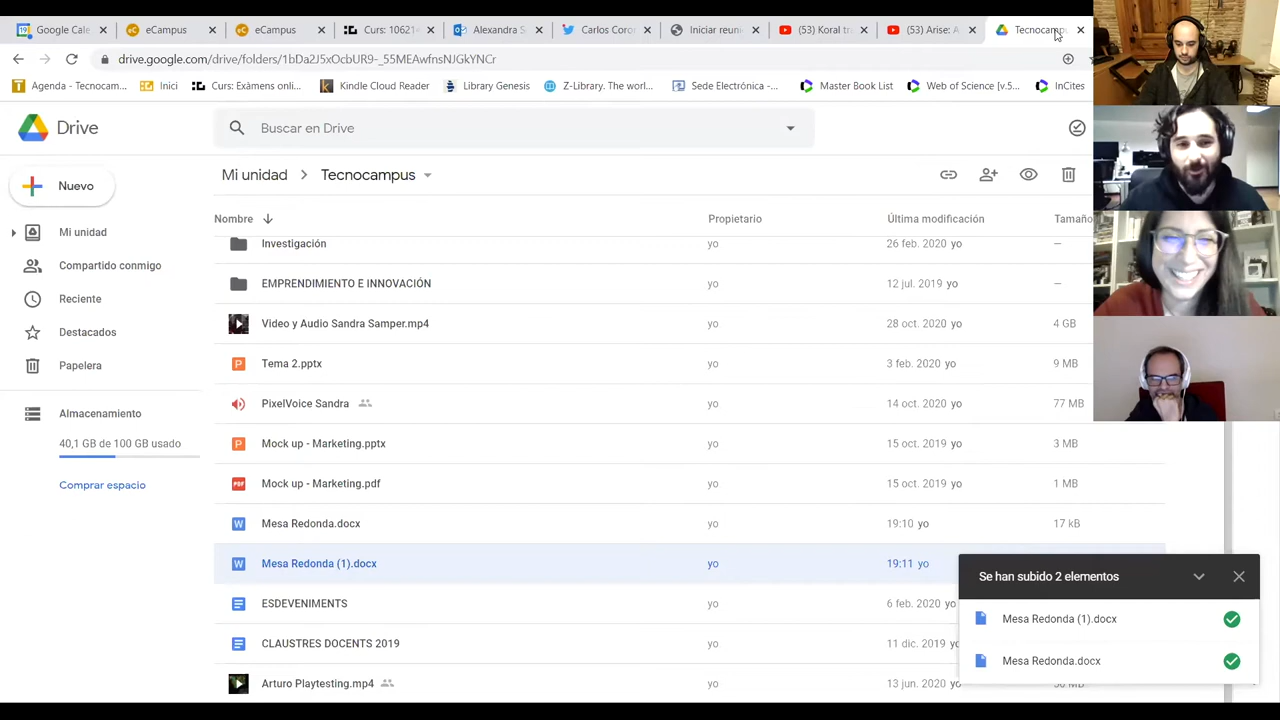 Google Cale
eCampus
eCampus
Curs: 1062
Alexandre
Carlos Coron
Iniciar reuni
(53) Koral tr
(53) Arise:
Tecnocampu
drive.google.com/drive/folders/1bDa2J5xOcbUR9-_55MEAwfnsNJGkYNCr
Agenda - Tecnocam...
Inici
Curs: Exàmens onli...
Kindle Cloud Reader
Library Genesis
Z-Library. The worl...
Sede Electrónica -...
Master Book List
Web of Science [v.5...
InCites
Drive
Buscar en Drive
Nuevo
Mi unidad
Tecnocampus
Nombre
Propietario
Última modificación
Tamaño
Mi unidad
Compartido conmigo
Reciente
Destacados
Papelera
Almacenamiento
40,1 GB de 100 GB usado
Comprar espacio
Investigación yo 26 feb. 2020 yo —
EMPRENDIMIENTO E INNOVACIÓN yo 12 jul. 2019 yo —
Video y Audio Sandra Samper.mp4 yo 28 oct. 2020 yo 4 GB
Tema 2.pptx yo 3 feb. 2020 yo 9 MB
PixelVoice Sandra yo 14 oct. 2020 yo 77 MB
Mock up - Marketing.pptx yo 15 oct. 2019 yo 3 MB
Mock up - Marketing.pdf yo 15 oct. 2019 yo 1 MB
Mesa Redonda.docx yo 19:10 yo 17 kB
Mesa Redonda (1).docx yo 19:11 yo
ESDEVENIMENTS yo 6 feb. 2020 yo
CLAUSTRES DOCENTS 2019 yo 11 dic. 2019 yo
Arturo Playtesting.mp4 yo 13 jun. 2020 yo
Se han subido 2 elementos
Mesa Redonda (1).docx
Mesa Redonda.docx